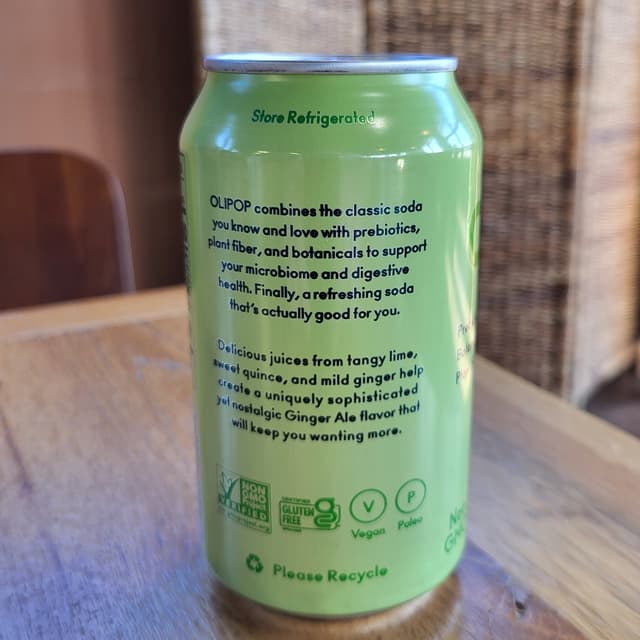 Store Refrigerated
OLIPOP combines the classic soda
you know and love with prebiotics,
plant fiber, and botanicals to support
your microbiome and digestive
health. Finally, a refreshing soda
that's actually good for you.
Delicious juices from tangy lime,
sweet quince, and mild ginger help
create a uniquely sophisticated
yet nostalgic Ginger Ale flavor that
will keep you wanting more.
NON
GMO
VERIFIED
CERTIFIED
GLUTEN
FREE
V
P
Vegan
Paleo
Please Recycle